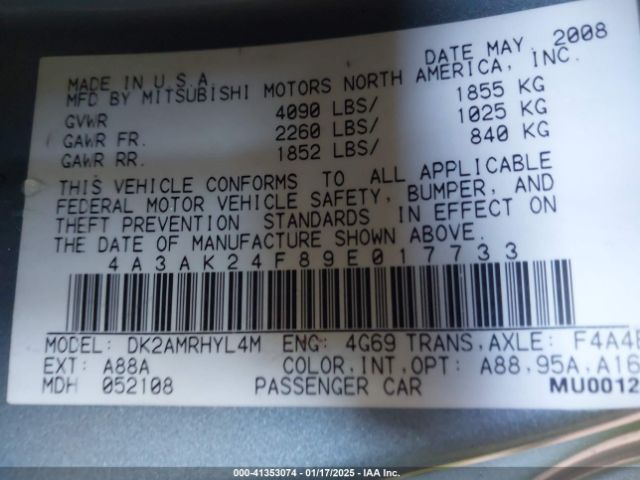 DATE MAY, 2008
MADE IN U.S.A.
MFD BY MITSUBISHI MOTORS NORTH AMERICA, INC.
GVWR 4090 LBS/ 1855 KG
GAWR FR. 2260 LBS/ 1025 KG
GAWR RR. 1852 LBS/ 840 KG
THIS VEHICLE CONFORMS TO ALL APPLICABLE
FEDERAL MOTOR VEHICLE SAFETY, BUMPER, AND
THEFT PREVENTION STANDARDS IN EFFECT ON
THE DATE OF MANUFACTURE SHOWN ABOVE.
4A3AK24F89E017733
MODEL: DK2AMRHYL4M ENG: 4G69 TRANS,AXLE: F4A4B
EXT: A88A COLOR,INT,OPT: A88,95A,A16
MDH 052108 PASSENGER CAR MU0012
000-41353074 - 01/17/2025 - IAA Inc.